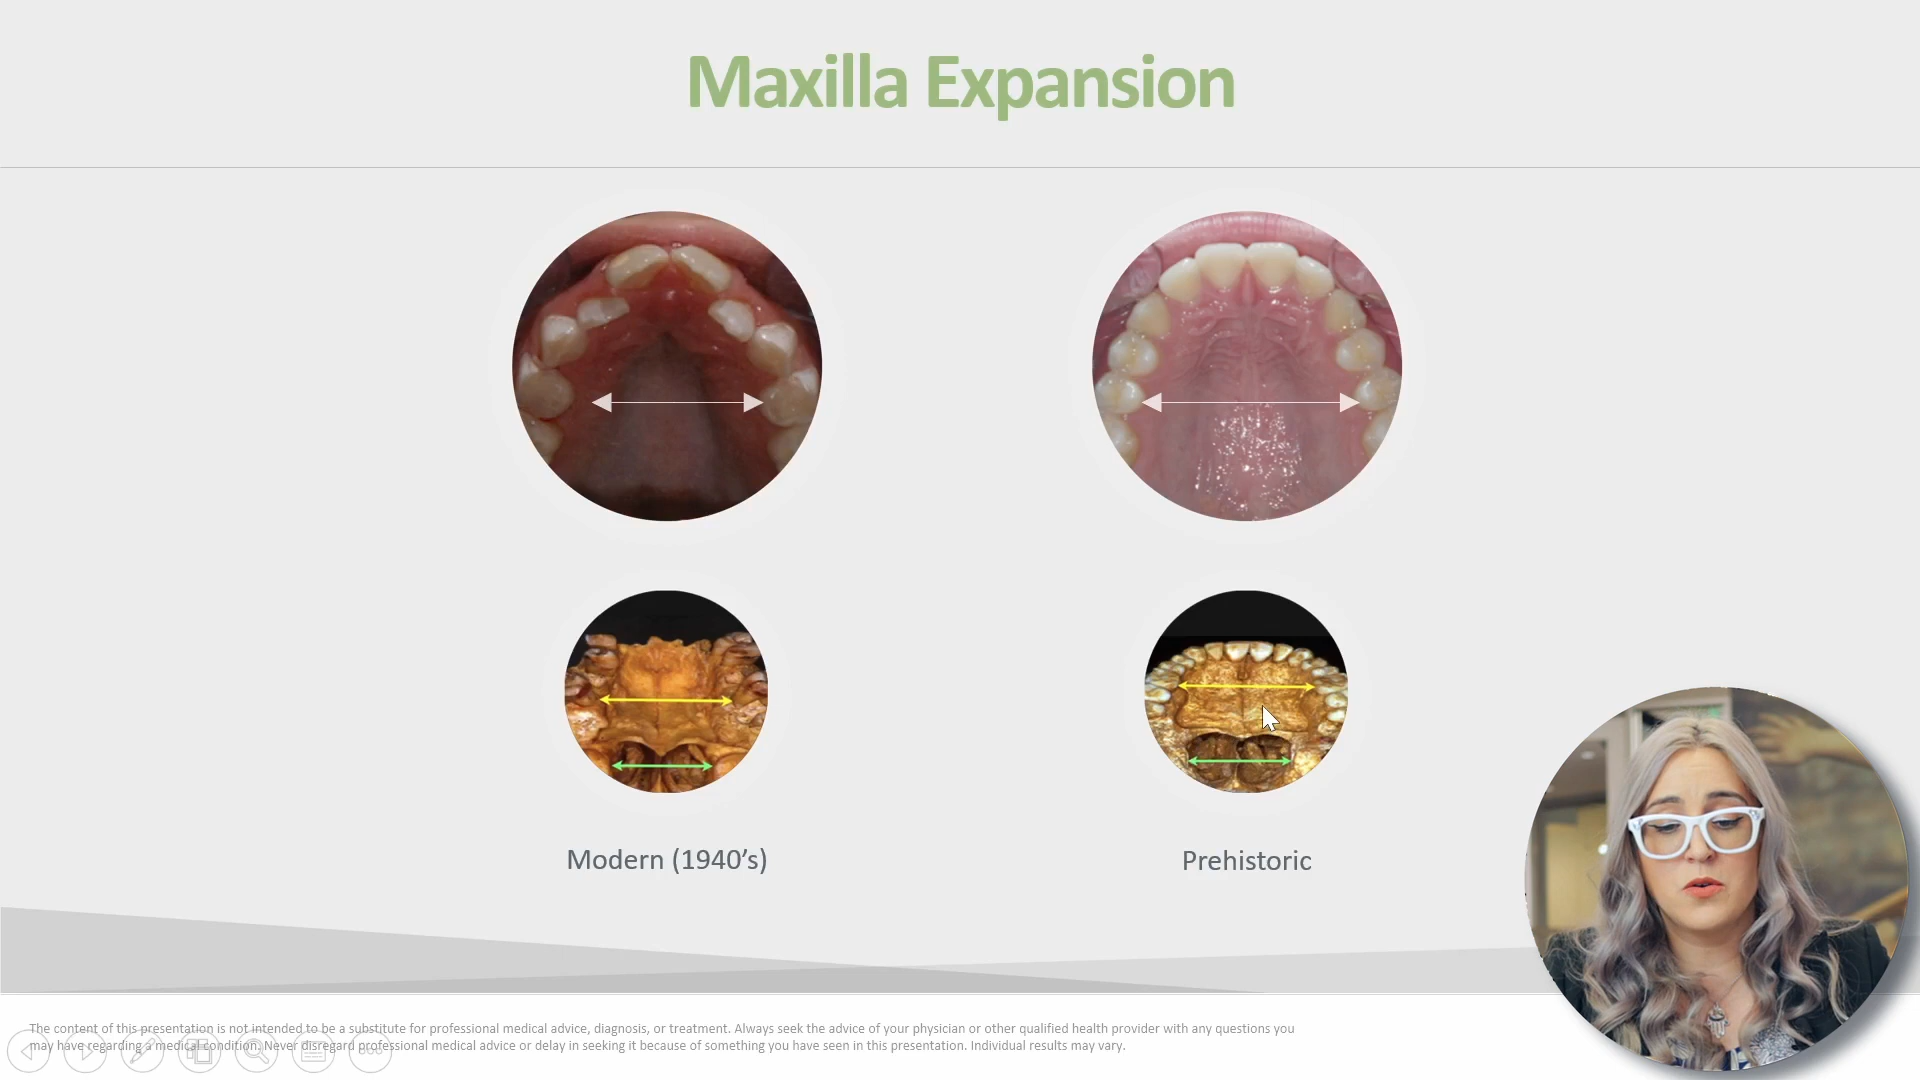 Maxilla Expansion
Modern (1940’s)
Prehistoric
The content of this presentation is not intended to be a substitute for professional medical advice, diagnosis, or treatment. Always seek the advice of your physician or other qualified health provider with any questions you
may have regarding a medical condition. Never disregard professional medical advice or delay in seeking it because of something you have seen in this presentation. Individual results may vary.